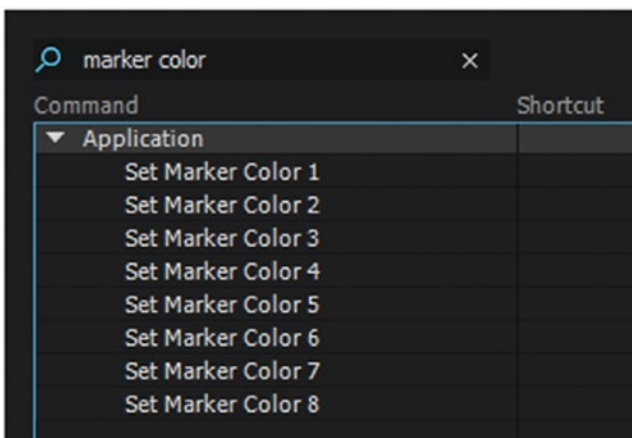 marker color
Command Shortcut
Application
Set Marker Color 1
Set Marker Color 2
Set Marker Color 3
Set Marker Color 4
Set Marker Color 5
Set Marker Color 6
Set Marker Color 7
Set Marker Color 8